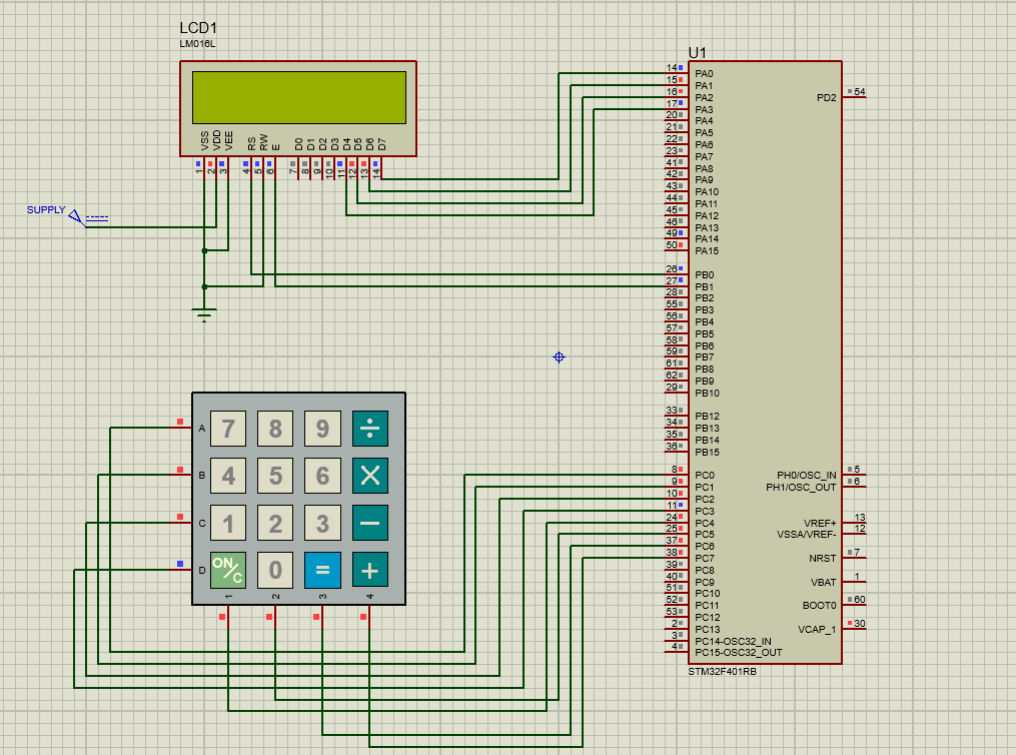 LCD1
LM016L
VSS VDD VEE RS RW E D0 D1 D2 D3 D4 D5 D6 D7
1 2 3 4 5 6 7 8 9 10 11 12 13 14
SUPPLY
U1
14 PA0
15 PA1
16 PA2
17 PA3
20 PA4
21 PA5
22 PA6
23 PA7
41 PA8
42 PA9
43 PA10
44 PA11
45 PA12
46 PA13
49 PA14
50 PA15
26 PB0
27 PB1
28 PB2
55 PB3
56 PB4
57 PB5
58 PB6
59 PB7
61 PB8
62 PB9
29 PB10
33 PB12
34 PB13
35 PB14
36 PB15
8 PC0
9 PC1
10 PC2
11 PC3
24 PC4
25 PC5
37 PC6
38 PC7
39 PC8
40 PC9
51 PC10
52 PC11
53 PC12
2 PC13
3 PC14-OSC32_IN
4 PC15-OSC32_OUT
PD2 54
PH0/OSC_IN 5
PH1/OSC_OUT 6
VREF+ 13
VSSA/VREF- 12
NRST 7
VBAT 1
BOOT0 60
VCAP_1 30
STM32F401RB
A 7 8 9 ÷
B 4 5 6 X
C 1 2 3 −
D ON/C 0 = +
1 2 3 4